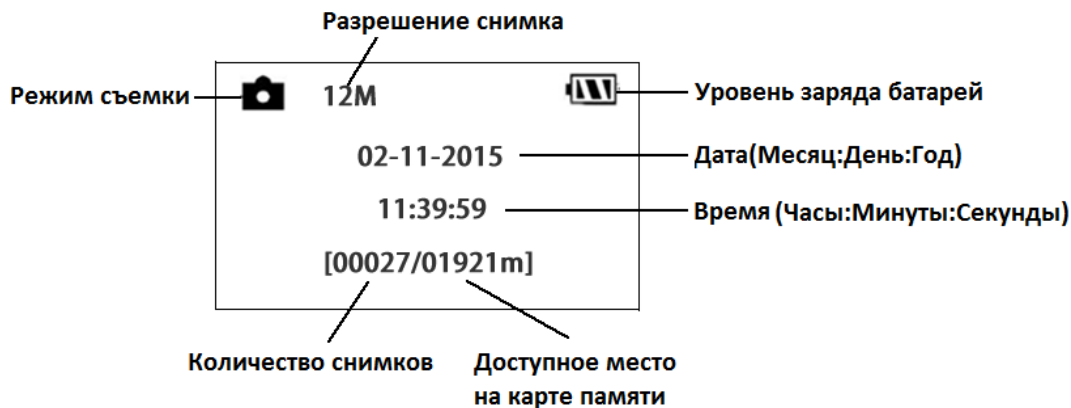 Разрешение снимка
Режим съемки
12M
Уровень заряда батарей
02-11-2015
Дата(Месяц:День:Год)
11:39:59
Время (Часы:Минуты:Секунды)
[00027/01921m]
Количество снимков
Доступное место
на карте памяти